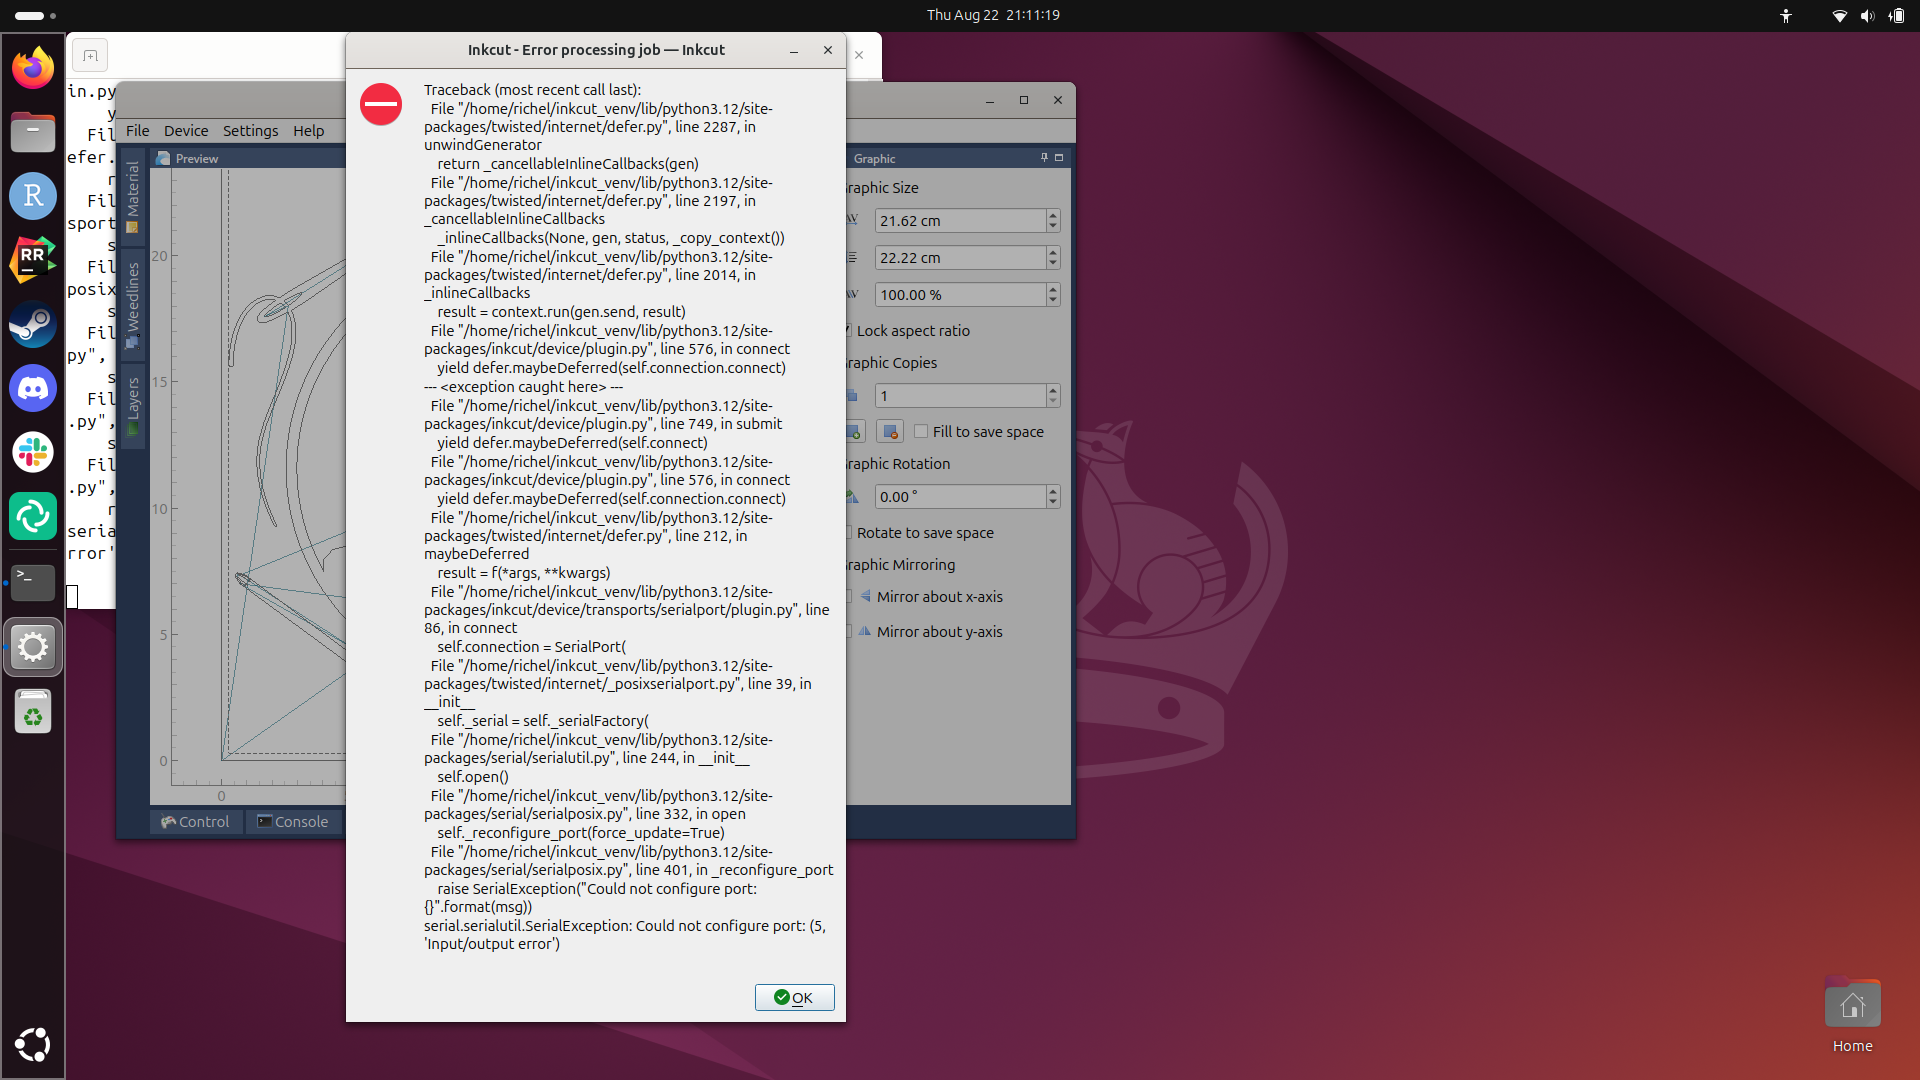 Thu Aug 22  21:11:19
Inkcut - Error processing job — Inkcut
Traceback (most recent call last):
  File "/home/richel/inkcut_venv/lib/python3.12/site-
packages/twisted/internet/defer.py", line 2287, in
unwindGenerator
    return _cancellableInlineCallbacks(gen)
  File "/home/richel/inkcut_venv/lib/python3.12/site-
packages/twisted/internet/defer.py", line 2197, in
_cancellableInlineCallbacks
    _inlineCallbacks(None, gen, status, _copy_context())
  File "/home/richel/inkcut_venv/lib/python3.12/site-
packages/twisted/internet/defer.py", line 2014, in
_inlineCallbacks
    result = context.run(gen.send, result)
  File "/home/richel/inkcut_venv/lib/python3.12/site-
packages/inkcut/device/plugin.py", line 576, in connect
    yield defer.maybeDeferred(self.connection.connect)
--- <exception caught here> ---
  File "/home/richel/inkcut_venv/lib/python3.12/site-
packages/inkcut/device/plugin.py", line 749, in submit
    yield defer.maybeDeferred(self.connect)
  File "/home/richel/inkcut_venv/lib/python3.12/site-
packages/inkcut/device/plugin.py", line 576, in connect
    yield defer.maybeDeferred(self.connection.connect)
  File "/home/richel/inkcut_venv/lib/python3.12/site-
packages/twisted/internet/defer.py", line 212, in
maybeDeferred
    result = f(*args, **kwargs)
  File "/home/richel/inkcut_venv/lib/python3.12/site-
packages/inkcut/device/transports/serialport/plugin.py", line
86, in connect
    self.connection = SerialPort(
  File "/home/richel/inkcut_venv/lib/python3.12/site-
packages/twisted/internet/_posixserialport.py", line 39, in
__init__
    self._serial = self._serialFactory(
  File "/home/richel/inkcut_venv/lib/python3.12/site-
packages/serial/serialutil.py", line 244, in __init__
    self.open()
  File "/home/richel/inkcut_venv/lib/python3.12/site-
packages/serial/serialposix.py", line 332, in open
    self._reconfigure_port(force_update=True)
  File "/home/richel/inkcut_venv/lib/python3.12/site-
packages/serial/serialposix.py", line 401, in _reconfigure_port
    raise SerialException("Could not configure port:
{}".format(msg))
serial.serialutil.SerialException: Could not configure port: (5,
'Input/output error')
OK
in.py
y
Fil
efer.
r
Fil
sport
s
Fil
posix
s
Fil
py",
s
Fil
.py",
s
Fil
.py",
r
seria
rror'
File Device Settings Help
Material
Weedlines
Layers
Preview
20
15
10
5
0
0
Control
Console
Graphic
Graphic Size
21.62 cm
22.22 cm
100.00 %
Lock aspect ratio
Graphic Copies
1
Fill to save space
Graphic Rotation
0.00 °
Rotate to save space
Graphic Mirroring
Mirror about x-axis
Mirror about y-axis
R
RR
>_
Home